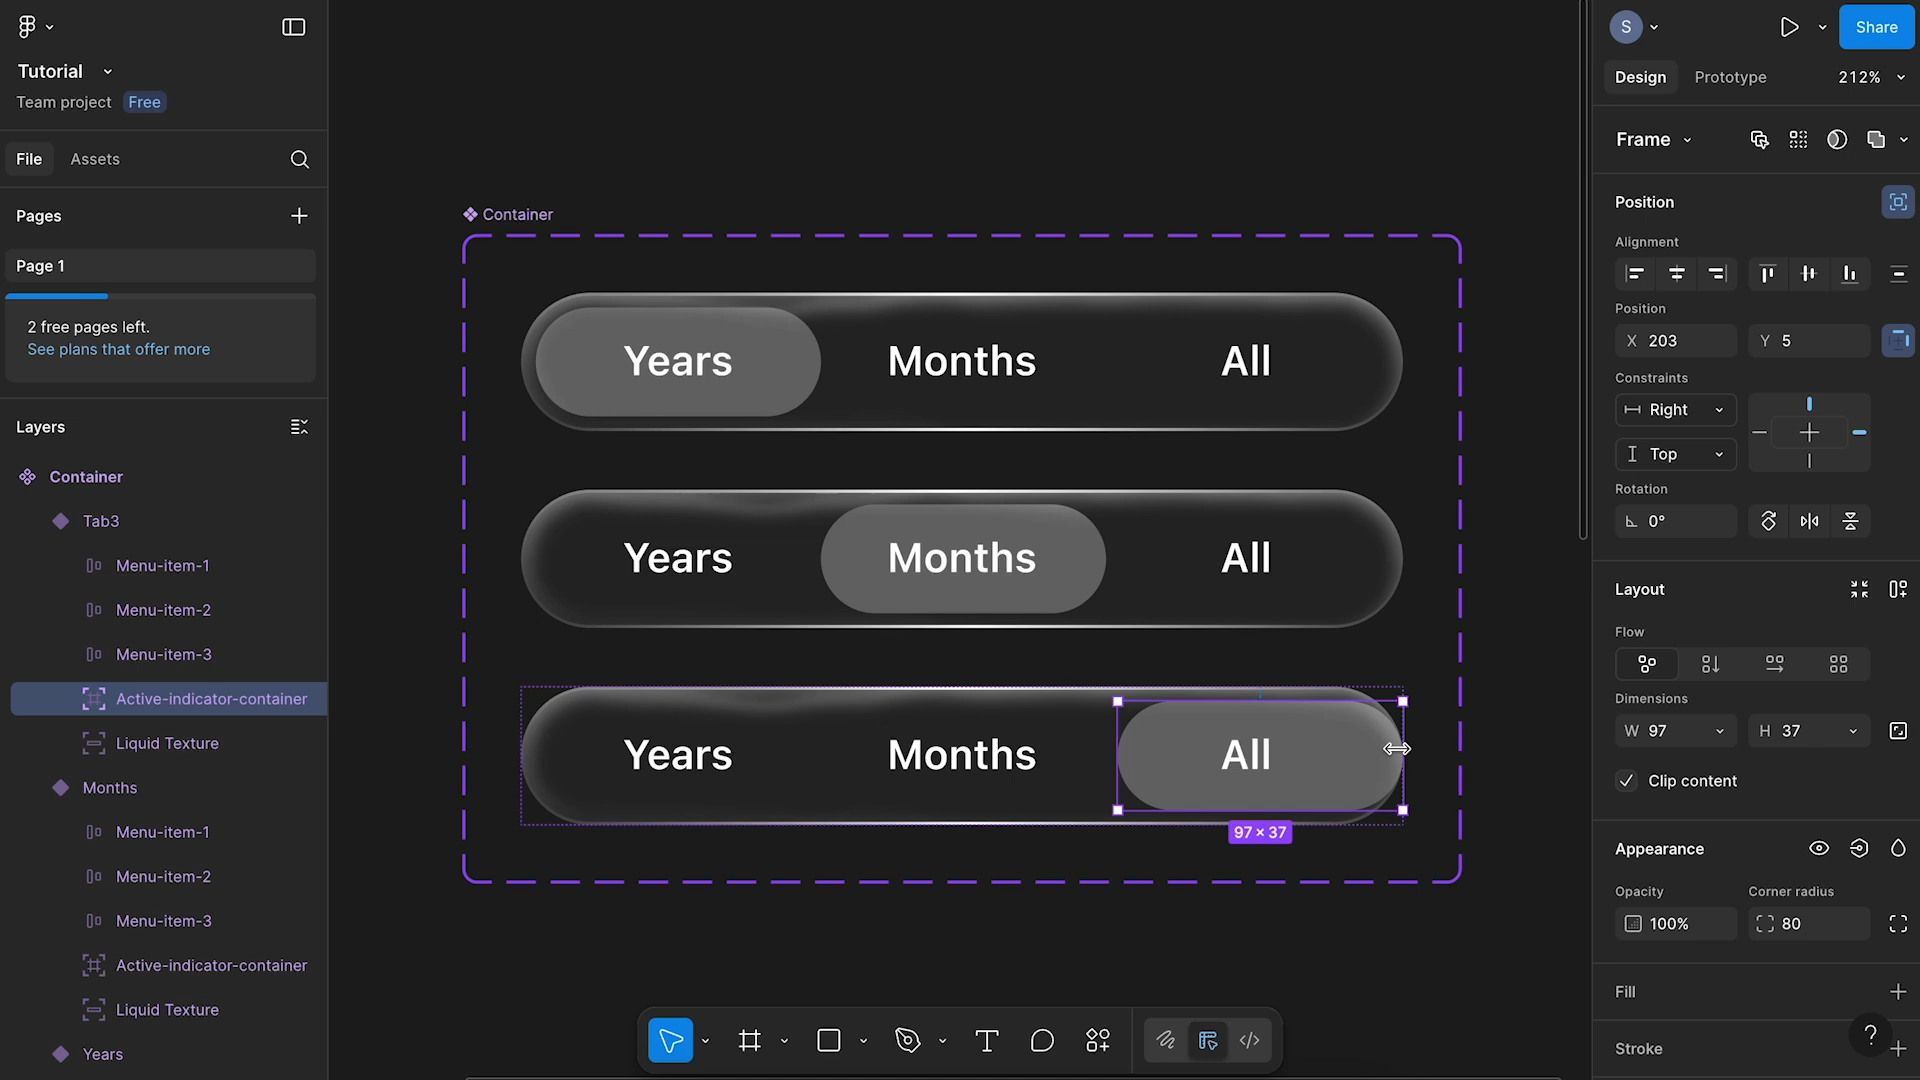 Tutorial
Team project Free
File Assets
Pages
Page 1
2 free pages left.
See plans that offer more
Layers
Container
Tab3
Menu-item-1
Menu-item-2
Menu-item-3
Active-indicator-container
Liquid Texture
Months
Menu-item-1
Menu-item-2
Menu-item-3
Active-indicator-container
Liquid Texture
Years
Container
Years Months All
Years Months All
Years Months All
97 × 37
S
Share
Design Prototype 212%
Frame
Position
Alignment
Position
X 203 Y 5
Constraints
Right
Top
Rotation
0°
Layout
Flow
Dimensions
W 97 H 37
Clip content
Appearance
Opacity Corner radius
100% 80
Fill
?
Stroke